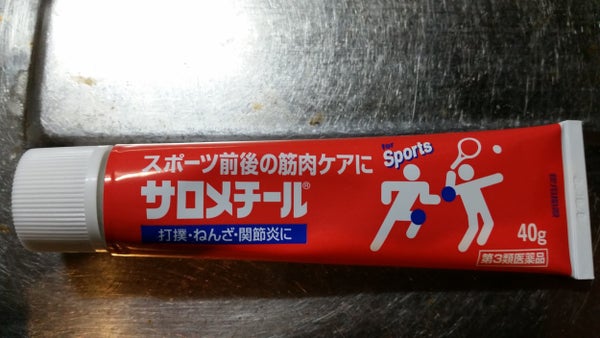 スポーツ前後の筋肉ケアに
サロメチール®
打撲・ねんざ・関節炎に
for
Sports
40g
第3類医薬品